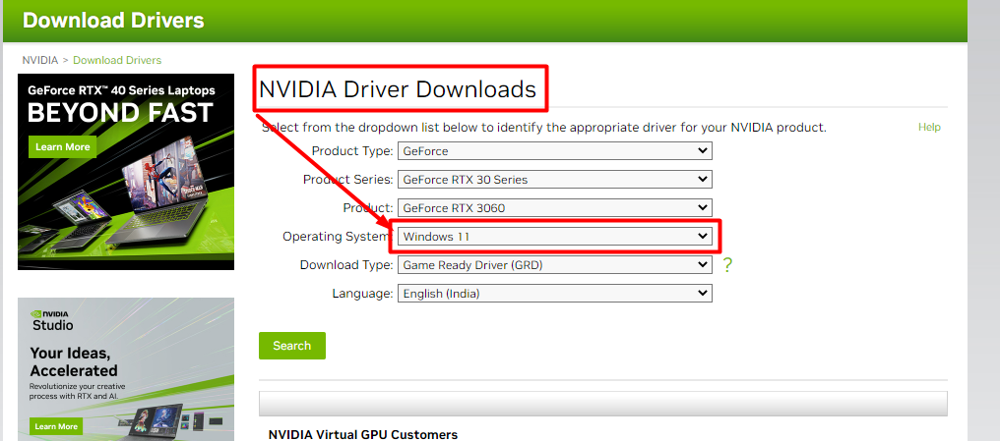 Download Drivers
NVIDIA > Download Drivers
GeForce RTX™ 40 Series Laptops
BEYOND FAST
Learn More
NVIDIA
Studio
Your Ideas,
Accelerated
Revolutionize your creative
process with RTX and AI.
Learn More
NVIDIA Driver Downloads
Select from the dropdown list below to identify the appropriate driver for your NVIDIA product.
Help
Product Type: GeForce
Product Series: GeForce RTX 30 Series
Product: GeForce RTX 3060
Operating System: Windows 11
Download Type: Game Ready Driver (GRD) ?
Language: English (India)
Search
NVIDIA Virtual GPU Customers